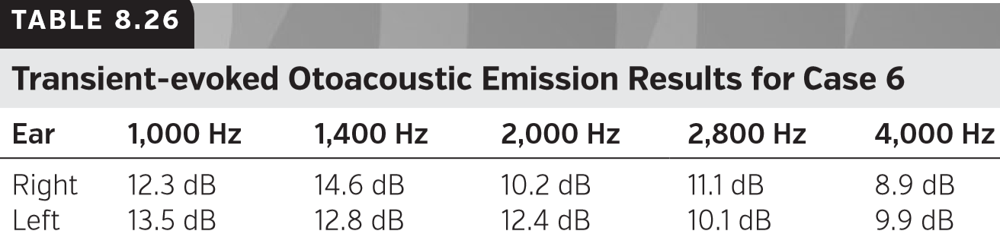 TABLE 8.26
Transient-evoked Otoacoustic Emission Results for Case 6
Ear 1,000 Hz 1,400 Hz 2,000 Hz 2,800 Hz 4,000 Hz
Right 12.3 dB 14.6 dB 10.2 dB 11.1 dB 8.9 dB
Left 13.5 dB 12.8 dB 12.4 dB 10.1 dB 9.9 dB